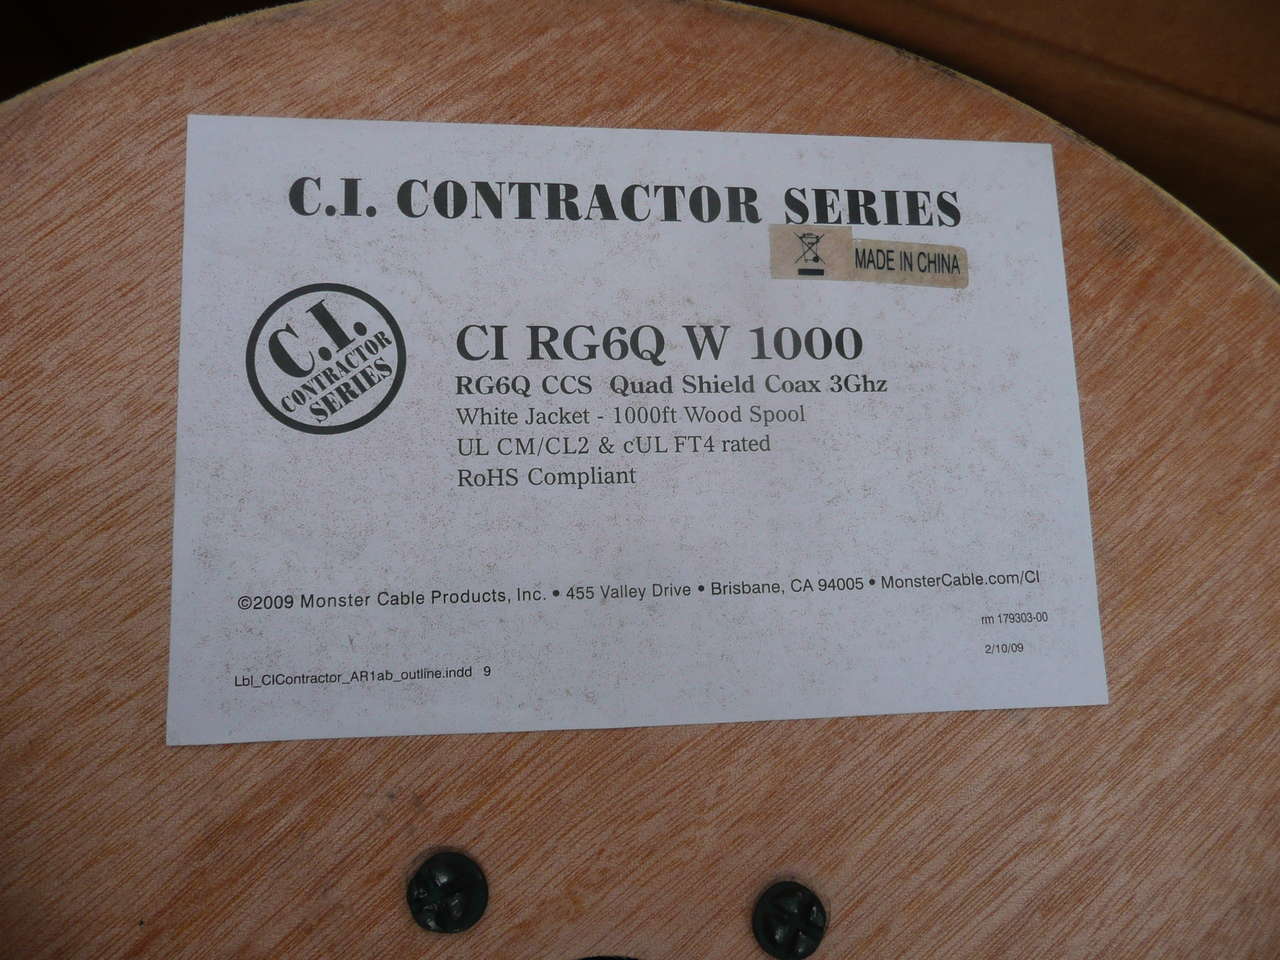 C.I. CONTRACTOR SERIES
MADE IN CHINA
C.I.
CONTRACTOR
SERIES
CI RG6Q W 1000
RG6Q CCS Quad Shield Coax 3Ghz
White Jacket - 1000ft Wood Spool
UL CM/CL2 & cUL FT4 rated
RoHS Compliant
©2009 Monster Cable Products, Inc. • 455 Valley Drive • Brisbane, CA 94005 • MonsterCable.com/CI
rm 179303-00
2/10/09
Lbl_CIContractor_AR1ab_outline.indd 9